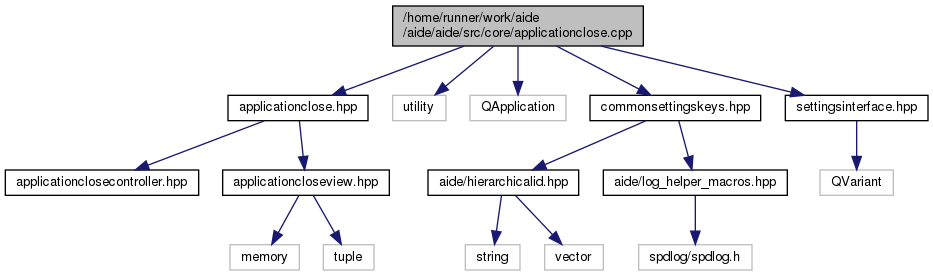 /home/runner/work/aide
/aide/aide/src/core/applicationclose.cpp
applicationclose.hpp
utility
QApplication
commonsettingskeys.hpp
settingsinterface.hpp
applicationclosecontroller.hpp
applicationcloseview.hpp
aide/hierarchicalid.hpp
aide/log_helper_macros.hpp
QVariant
memory
tuple
string
vector
spdlog/spdlog.h